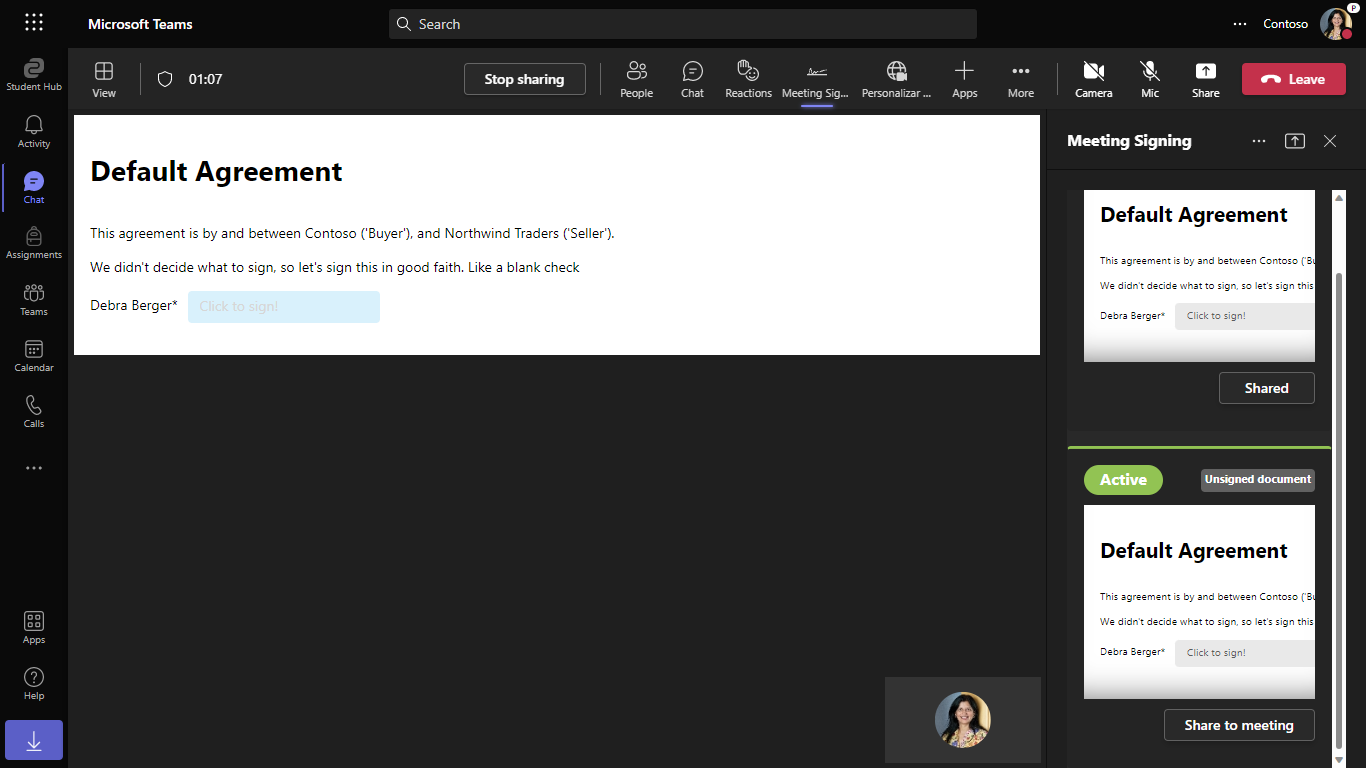 Microsoft Teams
Search
Contoso
P
Student Hub
Activity
Chat
Assignments
Teams
Calendar
Calls
Apps
Help
View
01:07
Stop sharing
People
Chat
Reactions
Meeting Sig...
Personalizar ...
Apps
More
Camera
Mic
Share
Leave
Default Agreement
This agreement is by and between Contoso ('Buyer'), and Northwind Traders ('Seller').
We didn't decide what to sign, so let's sign this in good faith. Like a blank check
Debra Berger* Click to sign!
Meeting Signing
Default Agreement
This agreement is by and between Contoso ('Bu
We didn't decide what to sign, so let's sign this
Debra Berger* Click to sign!
Shared
Active
Unsigned document
Default Agreement
This agreement is by and between Contoso ('Bu
We didn't decide what to sign, so let's sign this
Debra Berger* Click to sign!
Share to meeting